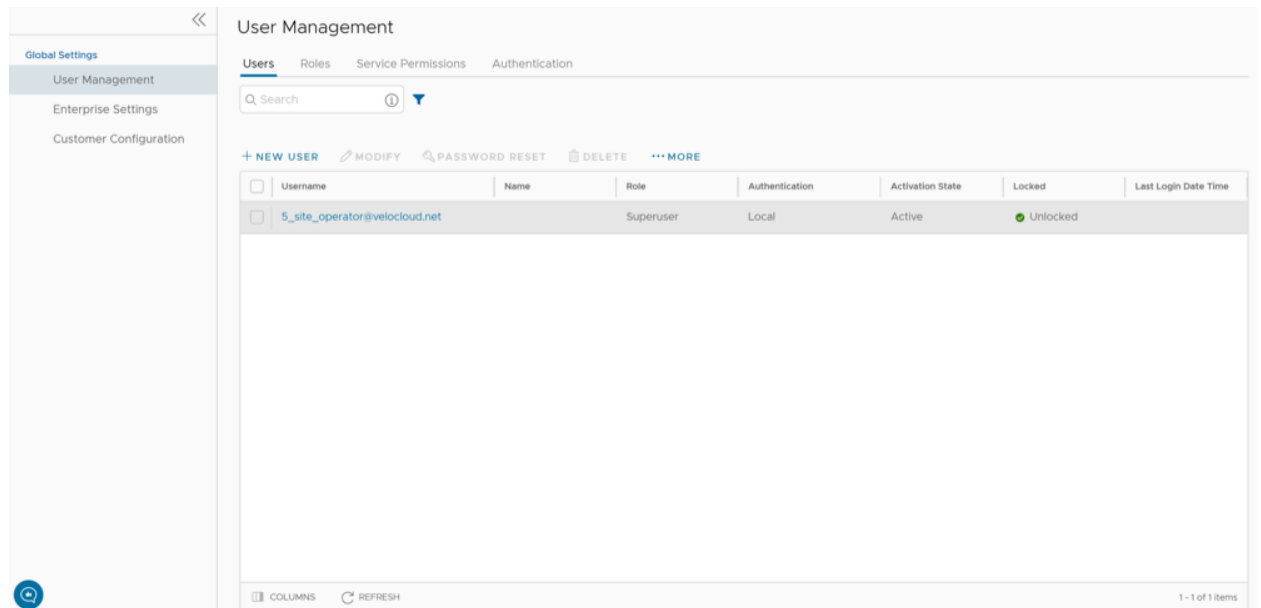 User Management
Global Settings
User Management
Enterprise Settings
Customer Configuration
Users Roles Service Permissions Authentication
Search
+ NEW USER MODIFY PASSWORD RESET DELETE ••• MORE
Username Name Role Authentication Activation State Locked Last Login Date Time
5_site_operator@velocloud.net Superuser Local Active Unlocked
COLUMNS REFRESH 1 - 1 of 1 items